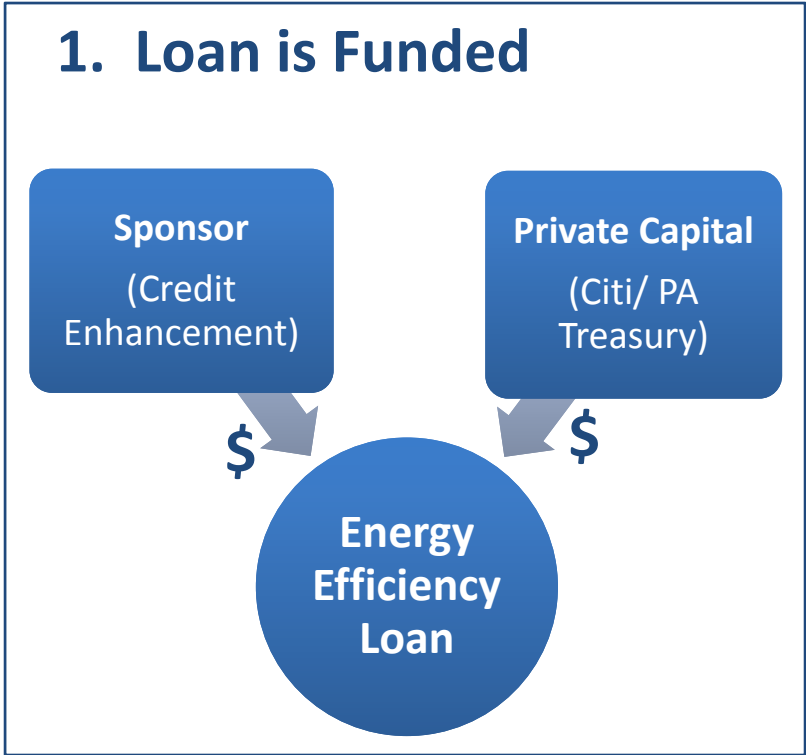 1. Loan is Funded
Sponsor
(Credit
Enhancement)
Private Capital
(Citi/ PA
Treasury)
$
$
Energy
Efficiency
Loan